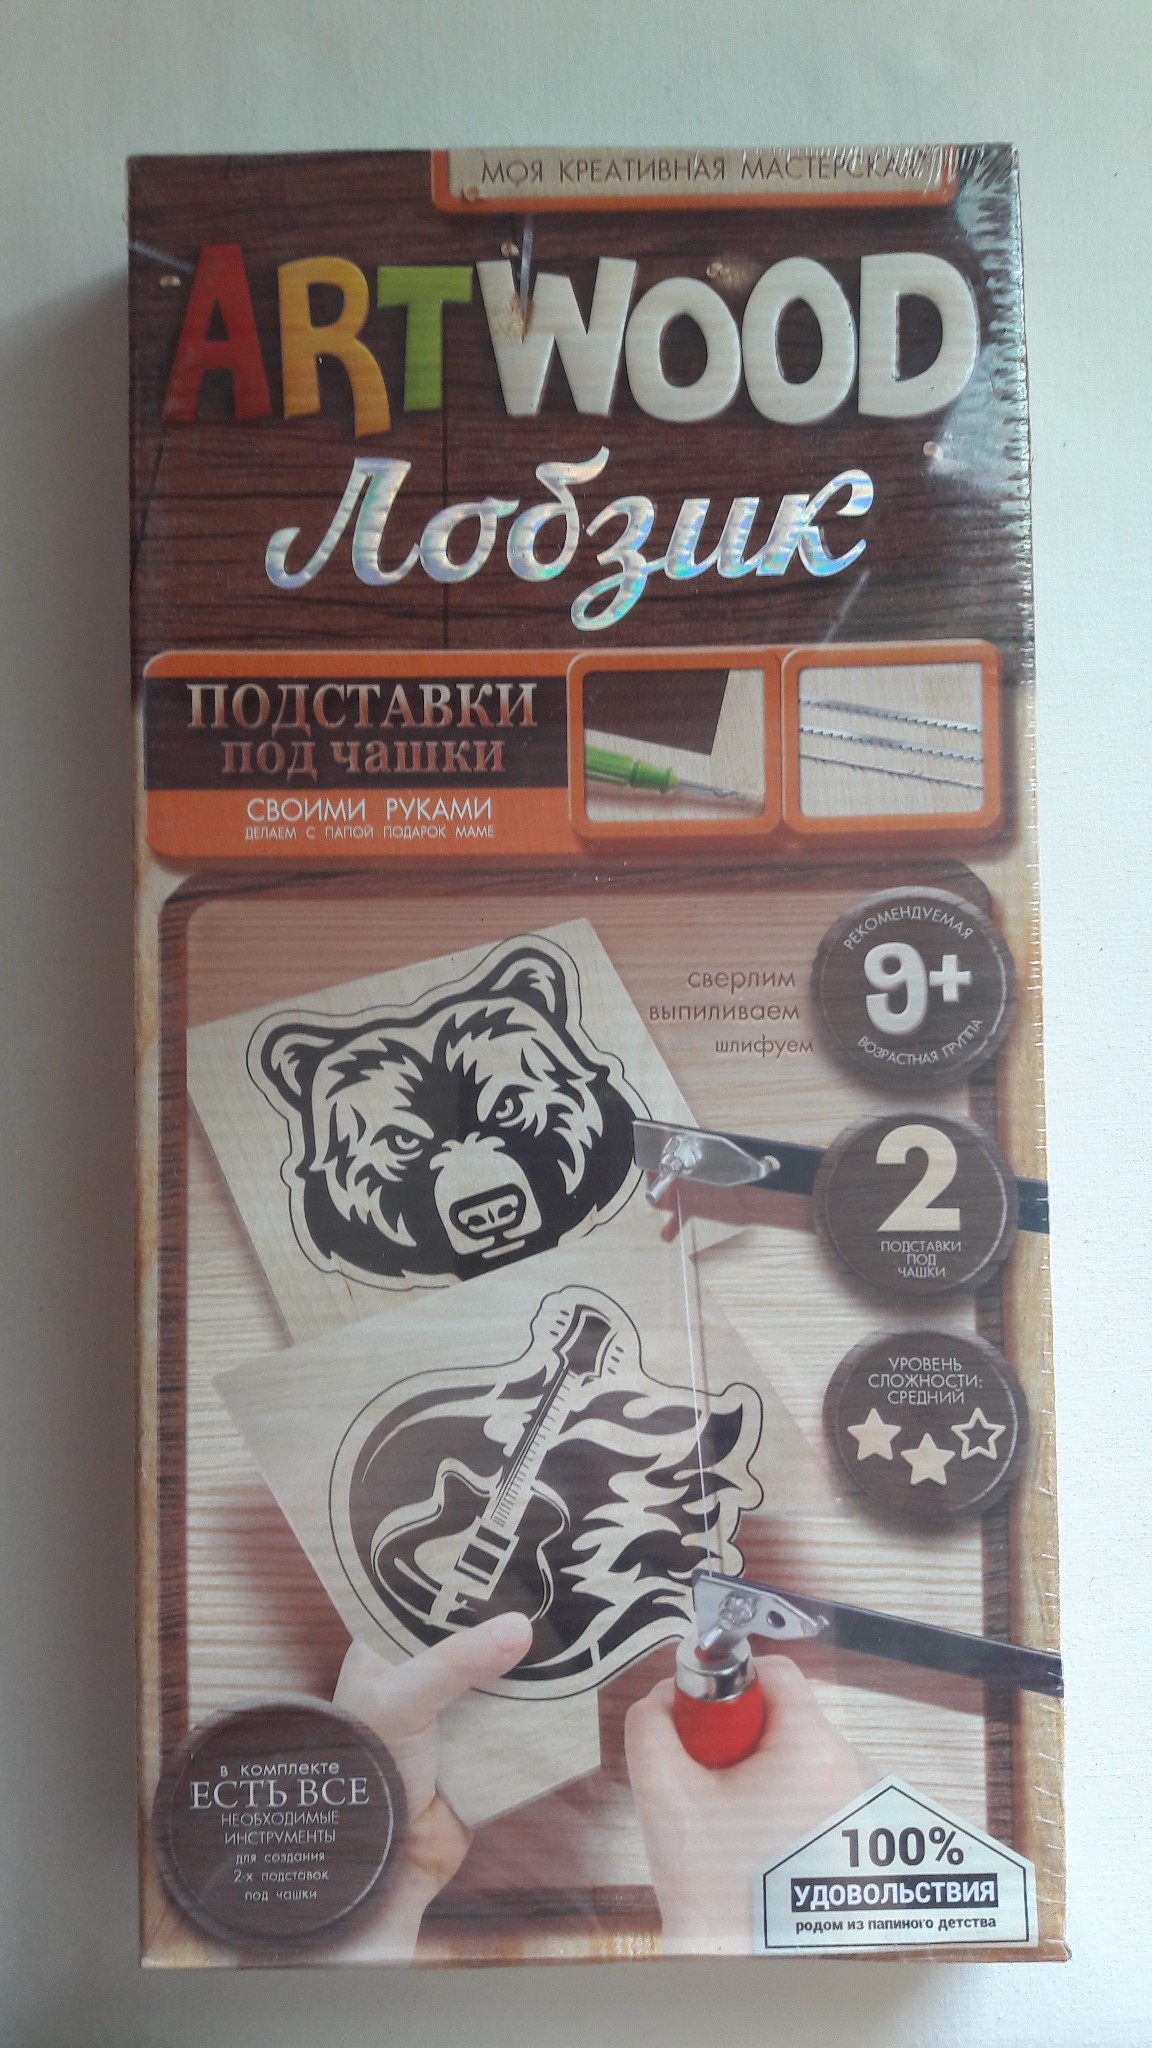 МОЯ КРЕАТИВНАЯ МАСТЕРСКАЯ
ARTWOOD
Лобзик
ПОДСТАВКИ
ПОД ЧАШКИ
СВОИМИ РУКАМИ
ДЕЛАЕМ С ПАПОЙ ПОДАРОК МАМЕ
сверлим
выпиливаем
шлифуем
РЕКОМЕНДУЕМАЯ
9+
ВОЗРАСТНАЯ ГРУППА
2
ПОДСТАВКИ
ПОД
ЧАШКИ
УРОВЕНЬ
СЛОЖНОСТИ:
СРЕДНИЙ
В КОМПЛЕКТЕ
ЕСТЬ ВСЕ
НЕОБХОДИМЫЕ
ИНСТРУМЕНТЫ
для создания
2-х подставок
под чашки
100%
УДОВОЛЬСТВИЯ
родом из папиного детства